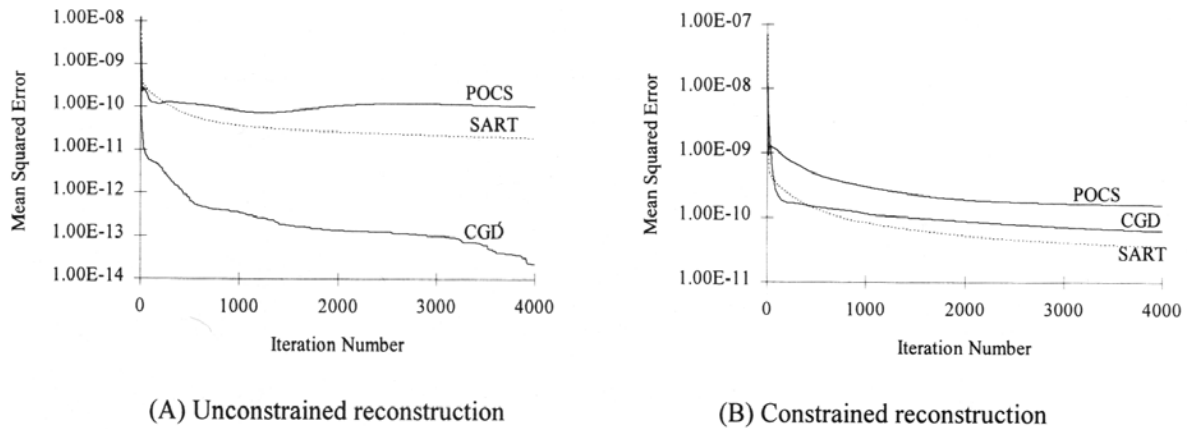 1.00E-08
1.00E-09
1.00E-10
1.00E-11
1.00E-12
1.00E-13
1.00E-14
Mean Squared Error
POCS
SART
CGD
0 1000 2000 3000 4000
Iteration Number
(A) Unconstrained reconstruction
1.00E-07
1.00E-08
1.00E-09
1.00E-10
1.00E-11
Mean Squared Error
POCS
CGD
SART
0 1000 2000 3000 4000
Iteration Number
(B) Constrained reconstruction